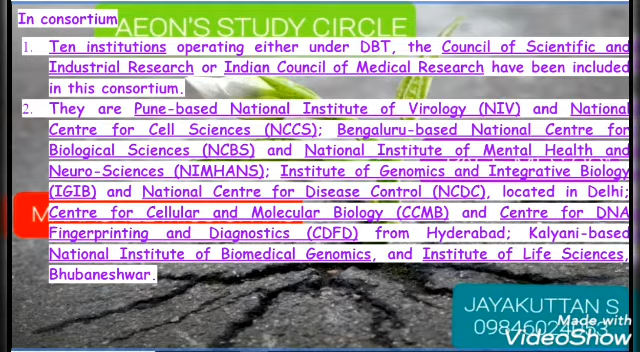 In consortium
AEON'S STUDY CIRCLE
1. Ten institutions operating either under DBT, the Council of Scientific and
Industrial Research or Indian Council of Medical Research have been included
in this consortium.
2. They are Pune-based National Institute of Virology (NIV) and National
Centre for Cell Sciences (NCCS); Bengaluru-based National Centre for
Biological Sciences (NCBS) and National Institute of Mental Health and
Neuro-Sciences (NIMHANS); Institute of Genomics and Integrative Biology
(IGIB) and National Centre for Disease Control (NCDC), located in Delhi;
Centre for Cellular and Molecular Biology (CCMB) and Centre for DNA
Fingerprinting and Diagnostics (CDFD) from Hyderabad; Kalyani-based
National Institute of Biomedical Genomics, and Institute of Life Sciences,
Bhubaneshwar.
JAYAKUTTAN S
Made with
VideoShow